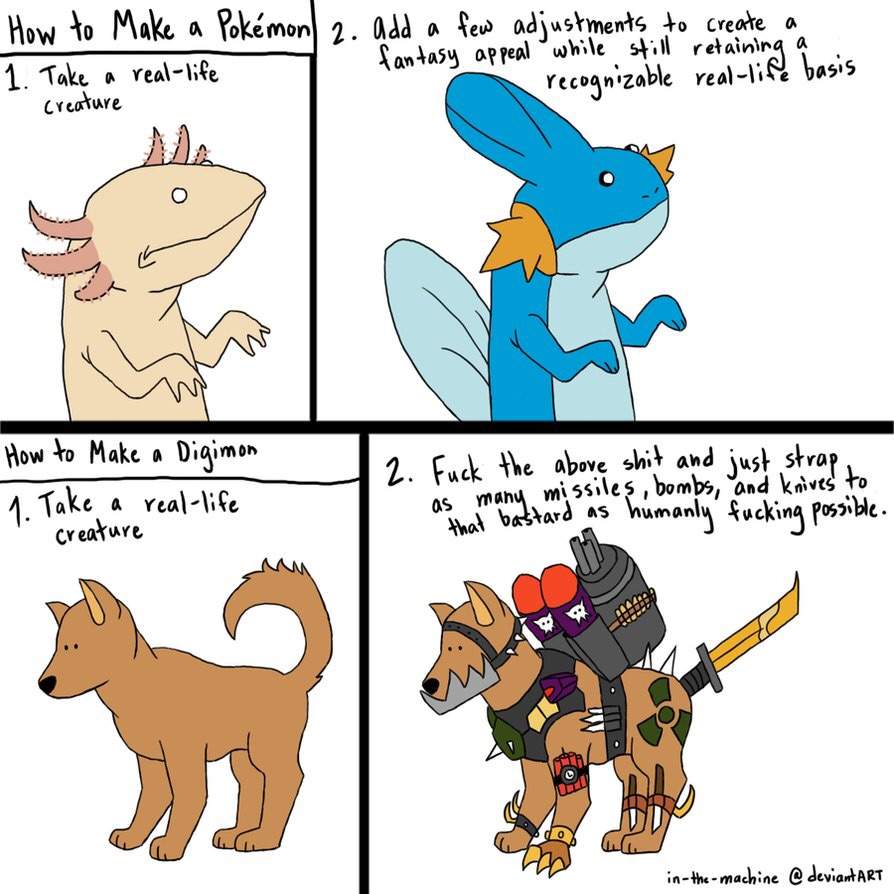 How to Make a Pokémon
1. Take a real-life
creature
2. Add a few adjustments to create a
fantasy appeal while still retaining a
recognizable real-life basis
How to Make a Digimon
1. Take a real-life
creature
2. Fuck the above shit and just strap
as many missiles, bombs, and knives to
that bastard as humanly fucking possible.
in-the-machine @ deviantART